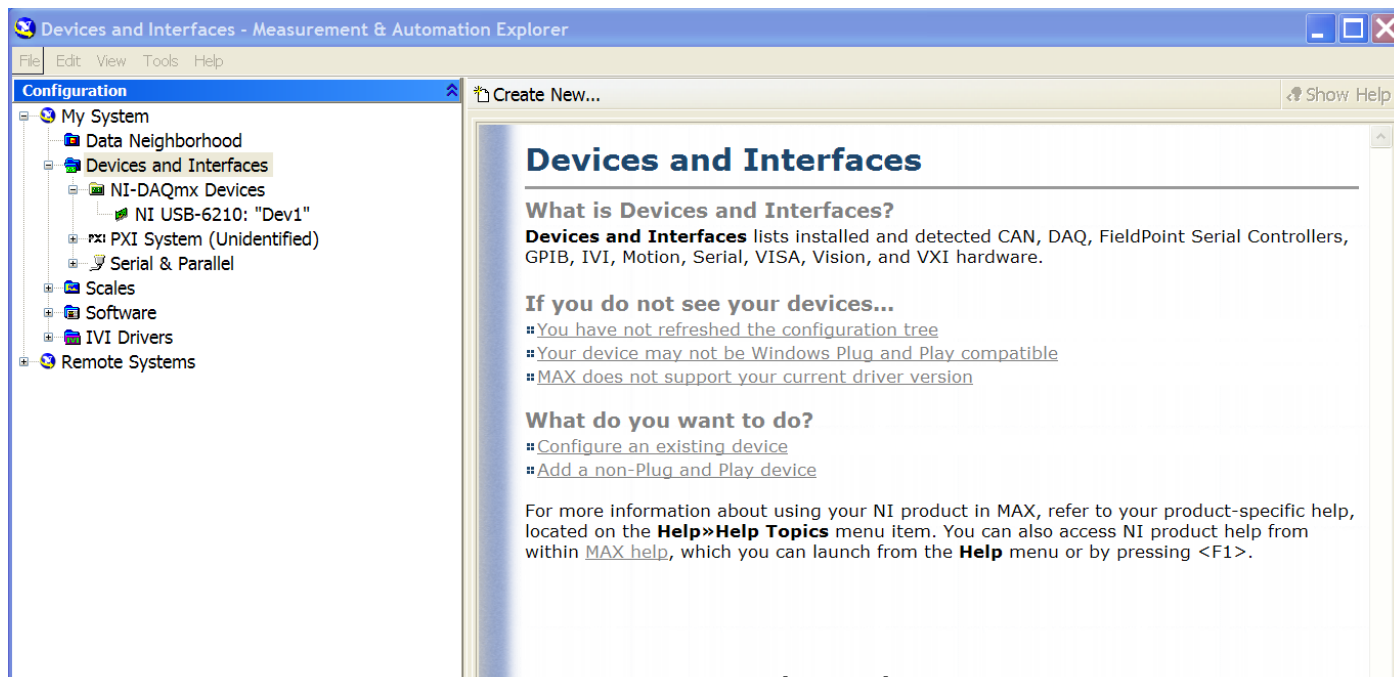 Devices and Interfaces - Measurement & Automation Explorer
File Edit View Tools Help
Configuration
My System
Data Neighborhood
Devices and Interfaces
NI-DAQmx Devices
NI USB-6210: "Dev1"
PXI PXI System (Unidentified)
Serial & Parallel
Scales
Software
IVI Drivers
Remote Systems
Create New...
Show Help
Devices and Interfaces
What is Devices and Interfaces?
Devices and Interfaces lists installed and detected CAN, DAQ, FieldPoint Serial Controllers,
GPIB, IVI, Motion, Serial, VISA, Vision, and VXI hardware.
If you do not see your devices...
You have not refreshed the configuration tree
Your device may not be Windows Plug and Play compatible
MAX does not support your current driver version
What do you want to do?
Configure an existing device
Add a non-Plug and Play device
For more information about using your NI product in MAX, refer to your product-specific help,
located on the Help»Help Topics menu item. You can also access NI product help from
within MAX help, which you can launch from the Help menu or by pressing <F1>.